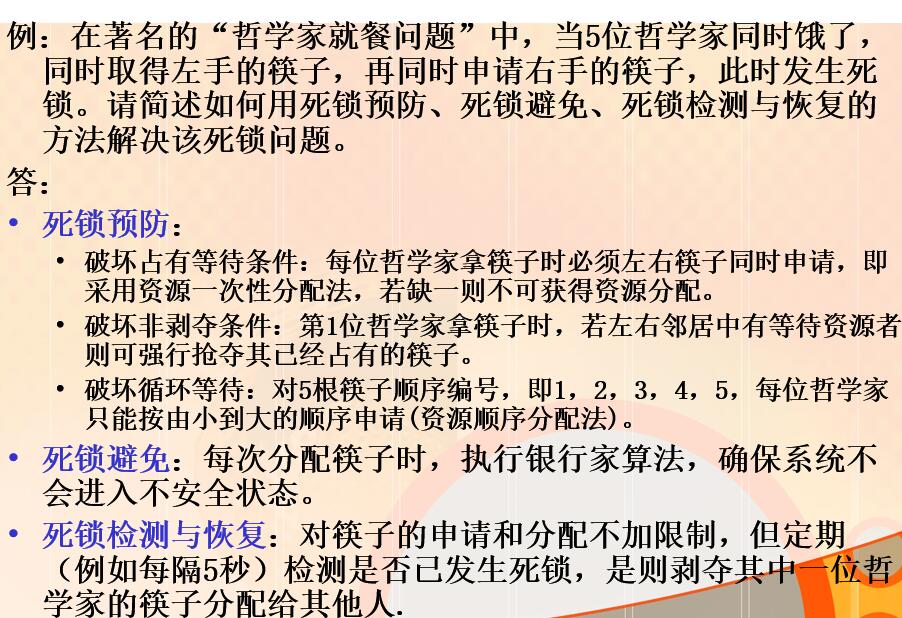 例：在著名的“哲学家就餐问题”中，当5位哲学家同时饿了，
同时取得左手的筷子，再同时申请右手的筷子，此时发生死
锁。请简述如何用死锁预防、死锁避免、死锁检测与恢复的
方法解决该死锁问题。
答：
• 死锁预防：
• 破坏占有等待条件：每位哲学家拿筷子时必须左右筷子同时申请，即
采用资源一次性分配法，若缺一则不可获得资源分配。
• 破坏非剥夺条件：第1位哲学家拿筷子时，若左右邻居中有等待资源者
则可强行抢夺其已经占有的筷子。
• 破坏循环等待：对5根筷子顺序编号，即1，2，3，4，5，每位哲学家
只能按由小到大的顺序申请(资源顺序分配法)。
• 死锁避免：每次分配筷子时，执行银行家算法，确保系统不
会进入不安全状态。
• 死锁检测与恢复：对筷子的申请和分配不加限制，但定期
（例如每隔5秒）检测是否已发生死锁，是则剥夺其中一位哲
学家的筷子分配给其他人.